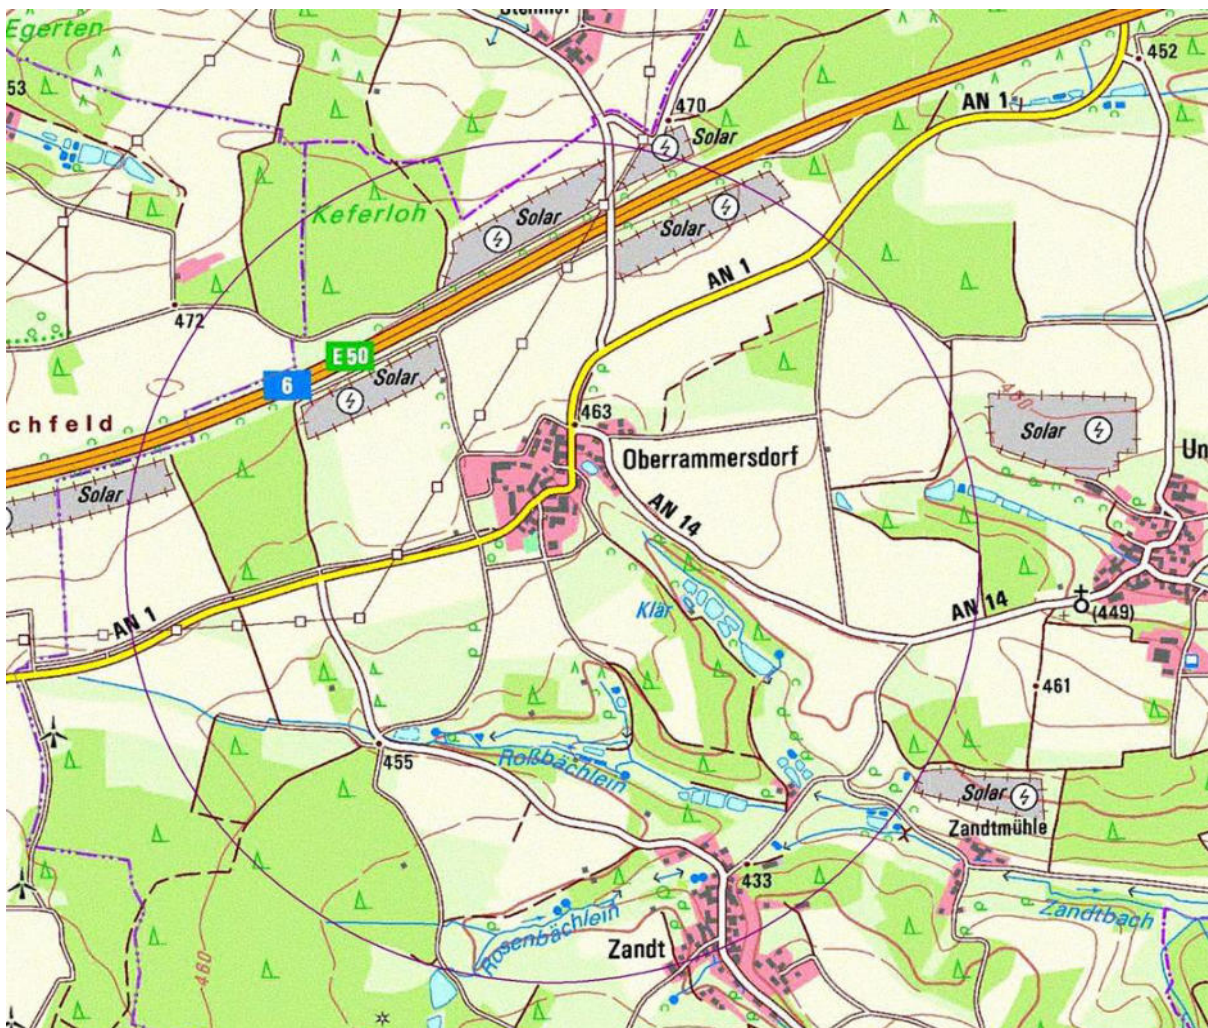 Egerten
53
470
Solar
452
AN 1
Keferloh
Solar
Solar
AN 1
472
E 50
6
Solar
chfeld
463
460
Solar
Un
Oberrammersdorf
Solar
AN 14
AN 1
Klär
AN 14
(449)
461
455
Roßbächlein
Solar
Zandtmühle
433
Rosenbächlein
Zandtbach
Zandt
460